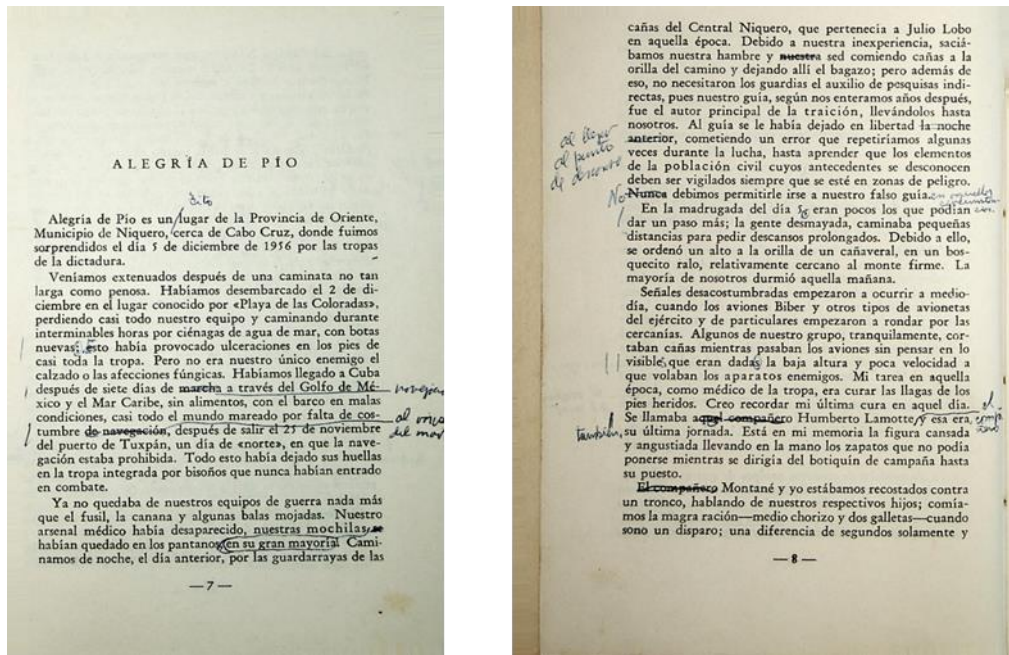 ALEGRÍA DE PÍO
sito
Alegría de Pío es un lugar de la Provincia de Oriente,
Municipio de Niquero, cerca de Cabo Cruz, donde fuimos
sorprendidos el día 5 de diciembre de 1956 por las tropas
de la dictadura.
Veníamos extenuados después de una caminata no tan
larga como penosa. Habíamos desembarcado el 2 de di-
ciembre en el lugar conocido por «Playa de las Coloradas»,
perdiendo casi todo nuestro equipo y caminando durante
interminables horas por ciénagas de agua de mar, con botas
nuevas; esto había provocado ulceraciones en los pies de
casi toda la tropa. Pero no era nuestro único enemigo el
calzado o las afecciones fúngicas. Habíamos llegado a Cuba
después de siete días de marcha a través del Golfo de Mé-
xico y el Mar Caribe, sin alimentos, con el barco en malas
condiciones, casi todo el mundo mareado por falta de cos-
tumbre de navegación, después de salir el 25 de noviembre
del mar
del puerto de Tuxpán, un día de «norte», en que la nave-
gación estaba prohibida. Todo esto había dejado sus huellas
en la tropa integrada por bisoños que nunca habían entrado
en combate.
Ya no quedaba de nuestros equipos de guerra nada más
que el fusil, la canana y algunas balas mojadas. Nuestro
arsenal médico había desaparecido, nuestras mochilas se
habían quedado en los pantanos en su gran mayoría. Cami-
namos de noche, el día anterior, por las guardarrayas de las
—7—
cañas del Central Niquero, que pertenecía a Julio Lobo
en aquella época. Debido a nuestra inexperiencia, saciá-
bamos nuestra hambre y nuestra sed comiendo cañas a la
orilla del camino y dejando allí el bagazo; pero además de
eso, no necesitaron los guardias el auxilio de pesquisas indi-
rectas, pues nuestro guía, según nos enteramos años después,
fue el autor principal de la traición, llevándolos hasta
nosotros. Al guía se le había dejado en libertad la noche
al llegar
al punto
de descanso
anterior, cometiendo un error que repetiríamos algunas
veces durante la lucha, hasta aprender que los elementos
de la población civil cuyos antecedentes se desconocen
deben ser vigilados siempre que se esté en zonas de peligro.
No
Nunca debimos permitirle irse a nuestro falso guía. en aquellas
En la madrugada del día 5, eran pocos los que podían
dar un paso más; la gente desmayada, caminaba pequeñas
distancias para pedir descansos prolongados. Debido a ello,
se ordenó un alto a la orilla de un cañaveral, en un bos-
quecito ralo, relativamente cercano al monte firme. La
mayoría de nosotros durmió aquella mañana.
Señales desacostumbradas empezaron a ocurrir a medio-
día, cuando los aviones Biber y otros tipos de avionetas
del ejército y de particulares empezaron a rondar por las
cercanías. Algunos de nuestro grupo, tranquilamente, cor-
taban cañas mientras pasaban los aviones sin pensar en lo
visibles que eran dadas la baja altura y poca velocidad a
que volaban los aparatos enemigos. Mi tarea en aquella
época, como médico de la tropa, era curar las llagas de los
pies heridos. Creo recordar mi última cura en aquel día.
Se llamaba aquel compañero Humberto Lamotte y esa era, el compañero
también, su última jornada. Está en mi memoria la figura cansada
y angustiada llevando en la mano los zapatos que no podía
ponerse mientras se dirigía del botiquín de campaña hasta
su puesto.
El compañero Montané y yo estábamos recostados contra
un tronco, hablando de nuestros respectivos hijos; comía-
mos la magra ración—medio chorizo y dos galletas—cuando
sono un disparo; una diferencia de segundos solamente y
—8—